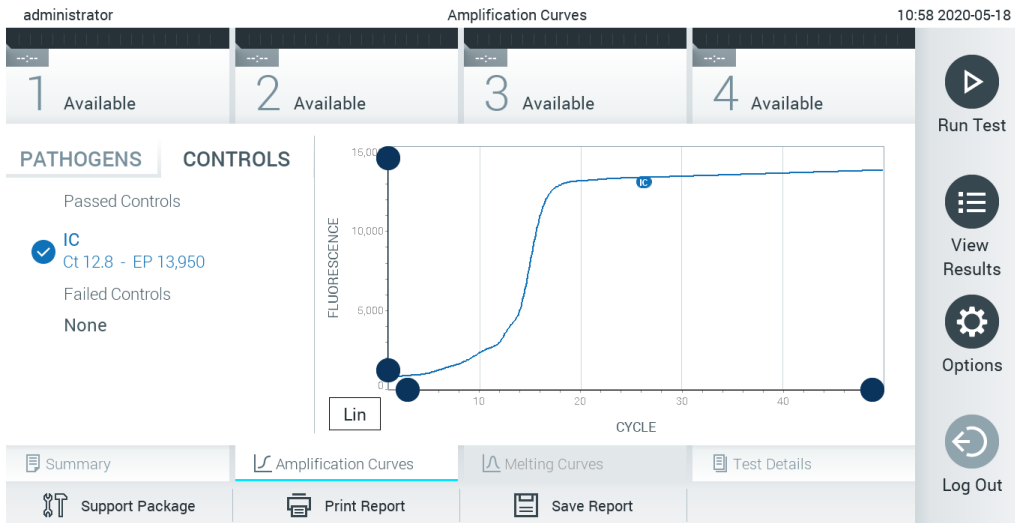 administrator
Amplification Curves
10:58 2020-05-18
--:--
--:--
--:--
--:--
1 Available
2 Available
3 Available
4 Available
Run Test
PATHOGENS
CONTROLS
Passed Controls
IC
Ct 12.8 - EP 13,950
Failed Controls
None
FLUORESCENCE
10,000
5,000
0
IC
10
20
30
40
CYCLE
Lin
View
Results
Options
Log Out
Summary
Amplification Curves
Melting Curves
Test Details
Support Package
Print Report
Save Report